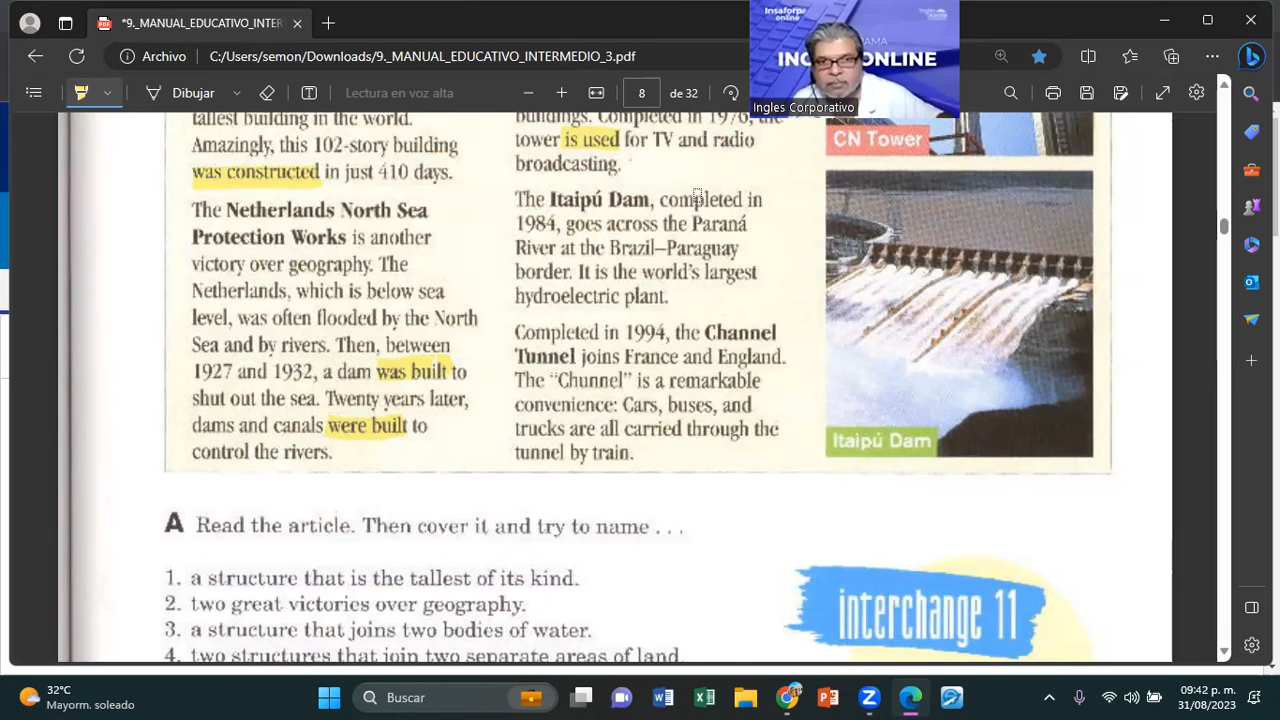 *9._MANUAL_EDUCATIVO_INTER
Archivo
C:/Users/semon/Downloads/9._MANUAL_EDUCATIVO_INTERMEDIO_3.pdf
Dibujar
Lectura en voz alta
8 de 32
Insaforp
online
ONLINE
Ingles Corporativo
tallest building in the world.
Amazingly, this 102-story building
was constructed in just 410 days.
The Netherlands North Sea
Protection Works is another
victory over geography. The
Netherlands, which is below sea
level, was often flooded by the North
Sea and by rivers. Then, between
1927 and 1932, a dam was built to
shut out the sea. Twenty years later,
dams and canals were built to
control the rivers.
buildings. Completed in 1976, the
tower is used for TV and radio
broadcasting.
The Itaipú Dam, completed in
1984, goes across the Paraná
River at the Brazil–Paraguay
border. It is the world's largest
hydroelectric plant.
Completed in 1994, the Channel
Tunnel joins France and England.
The “Chunnel” is a remarkable
convenience: Cars, buses, and
trucks are all carried through the
tunnel by train.
CN Tower
Itaipú Dam
A Read the article. Then cover it and try to name . . .
1. a structure that is the tallest of its kind.
2. two great victories over geography.
3. a structure that joins two bodies of water.
4. two structures that join two separate areas of land.
interchange 11
32°C
Mayorm. soleado
Buscar
09:42 p. m.
31/08/2023